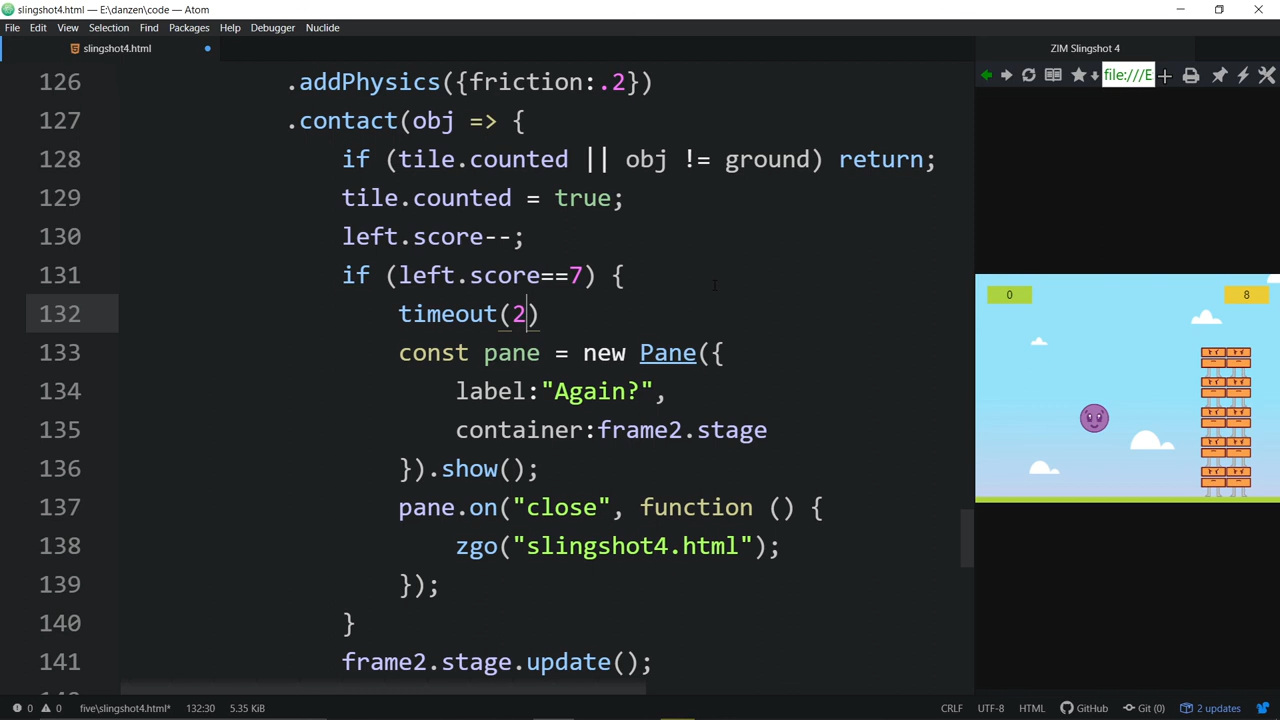 slingshot4.html — E:\danzen\code — Atom
File Edit View Selection Find Packages Help Debugger Nuclide
slingshot4.html
ZIM Slingshot 4
file:///E
126 .addPhysics({friction:.2})
127 .contact(obj => {
128 if (tile.counted || obj != ground) return;
129 tile.counted = true;
130 left.score--;
131 if (left.score==7) {
132 timeout(2)
133 const pane = new Pane({
134 label:"Again?",
135 container:frame2.stage
136 }).show();
137 pane.on("close", function () {
138 zgo("slingshot4.html");
139 });
140 }
141 frame2.stage.update();
0 8
0 0 five\slingshot4.html* 132:30 5.35 KiB CRLF UTF-8 HTML GitHub Git (0) 2 updates